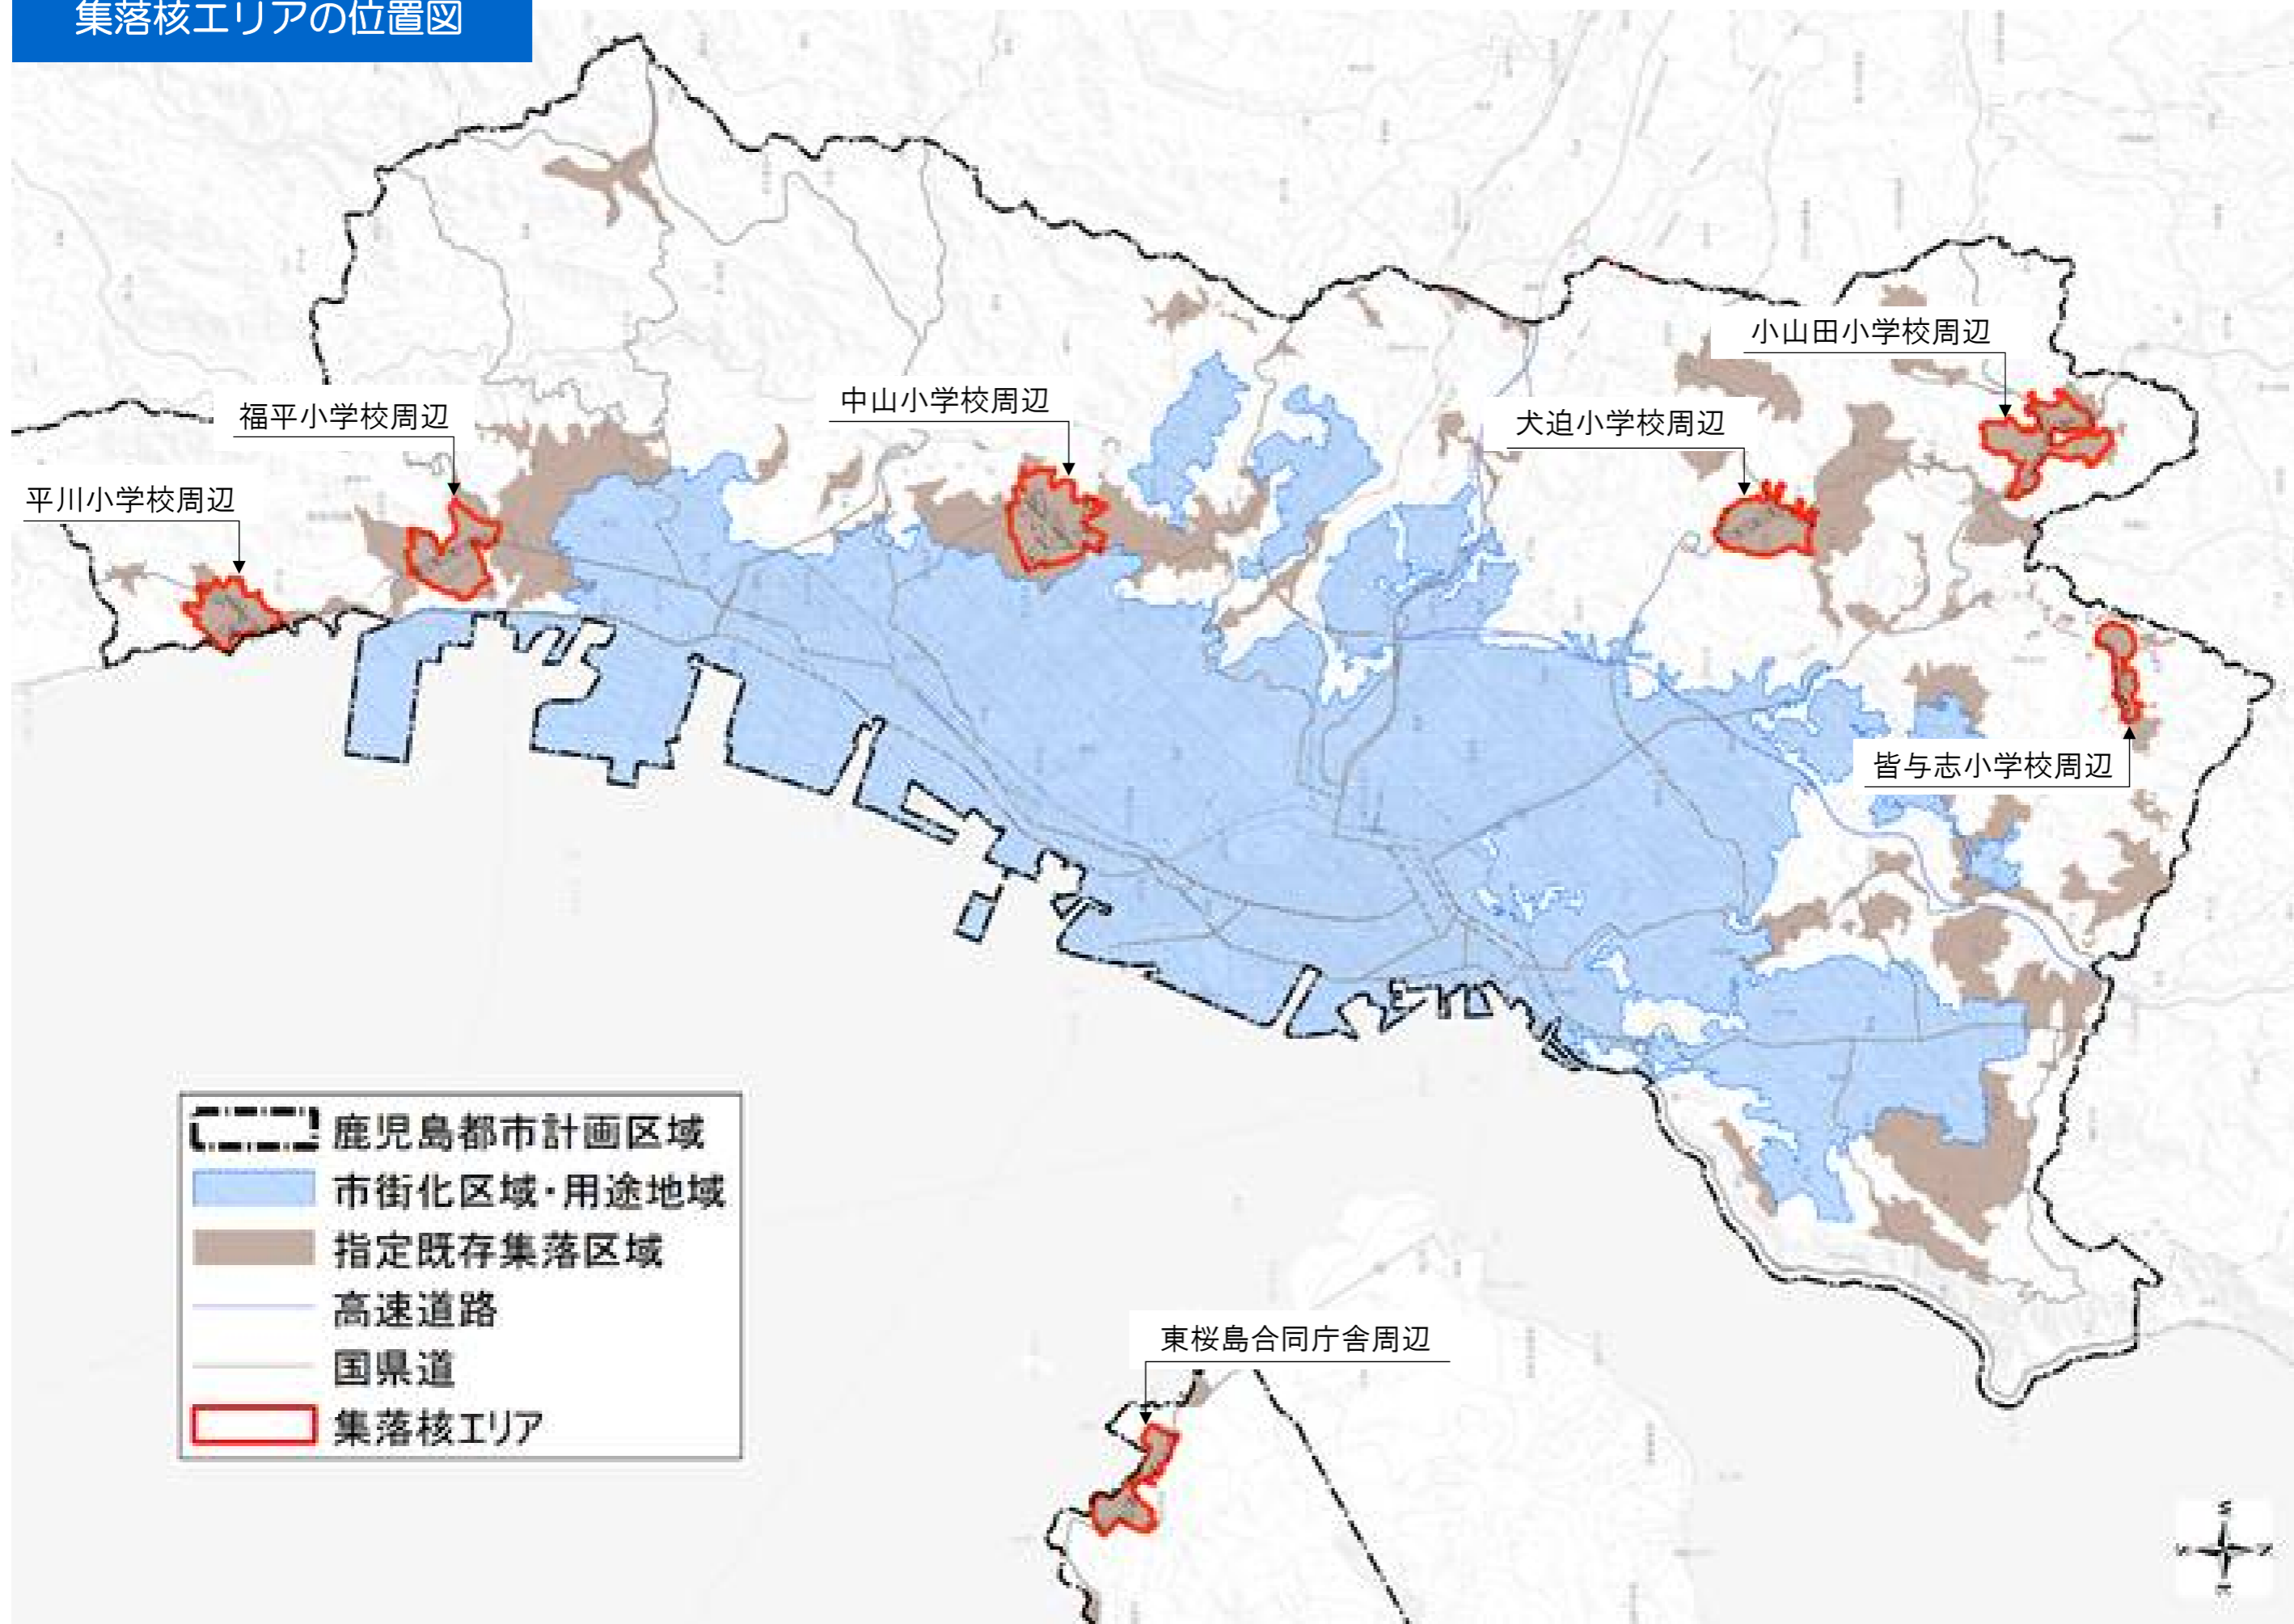 集落核エリアの位置図
小山田小学校周辺
中山小学校周辺
福平小学校周辺
犬迫小学校周辺
平川小学校周辺
皆与志小学校周辺
鹿児島都市計画区域
市街化区域・用途地域
指定既存集落区域
高速道路
国県道
集落核エリア
東桜島合同庁舎周辺